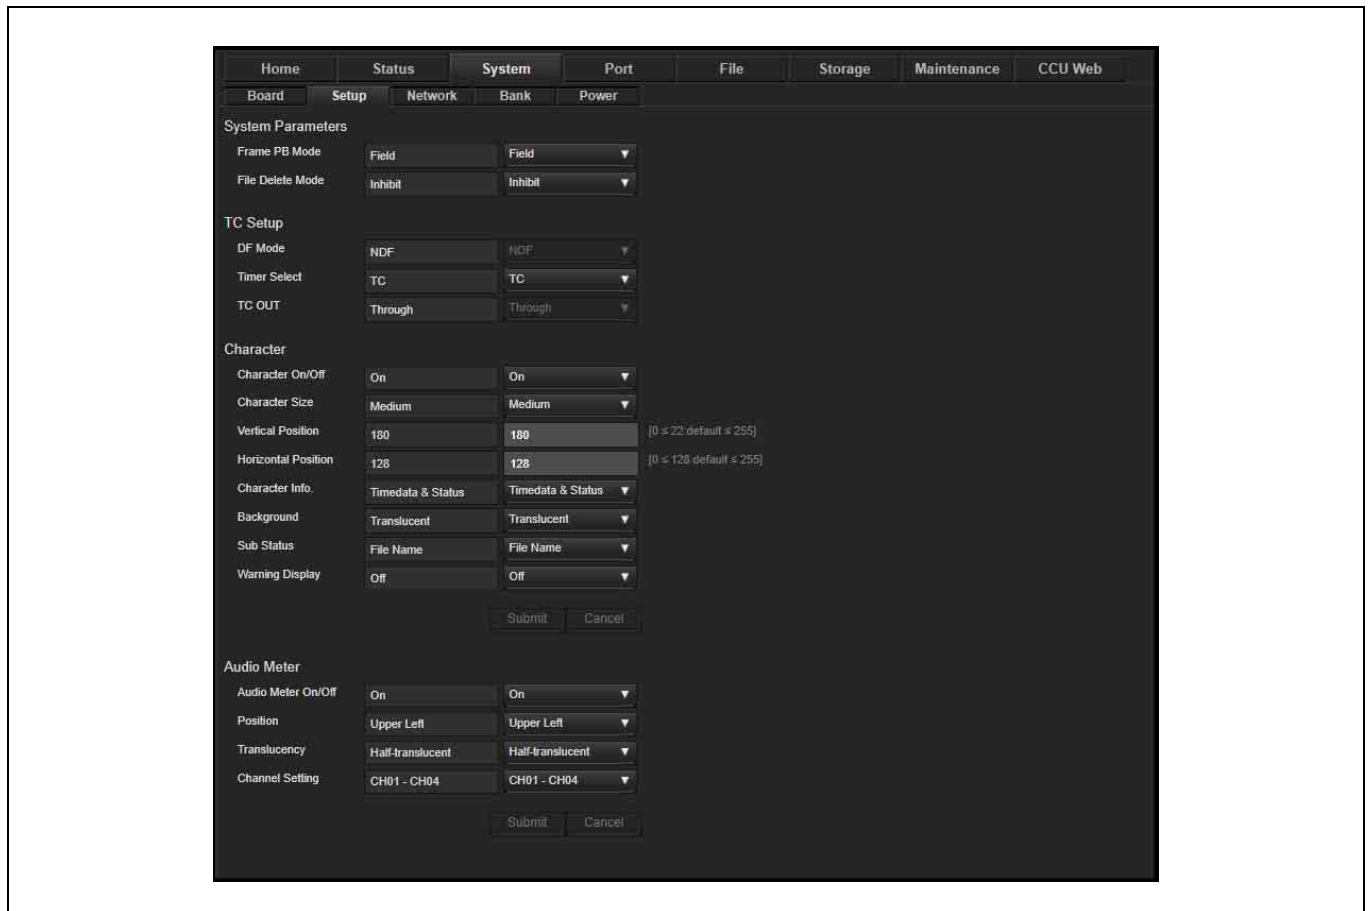 Home Status System Port File Storage Maintenance CCU Web
Board Setup Network Bank Power
System Parameters
Frame PB Mode Field Field
File Delete Mode Inhibit Inhibit
TC Setup
DF Mode NDF NDF
Timer Select TC TC
TC OUT Through Through
Character
Character On/Off On On
Character Size Medium Medium
Vertical Position 180 180 [0 ≤ 22:default ≤ 255]
Horizontal Position 128 128 [0 ≤ 128:default ≤ 255]
Character Info. Timedata & Status Timedata & Status
Background Translucent Translucent
Sub Status File Name File Name
Warning Display Off Off
Submit Cancel
Audio Meter
Audio Meter On/Off On On
Position Upper Left Upper Left
Translucency Half-translucent Half-translucent
Channel Setting CH01 - CH04 CH01 - CH04
Submit Cancel